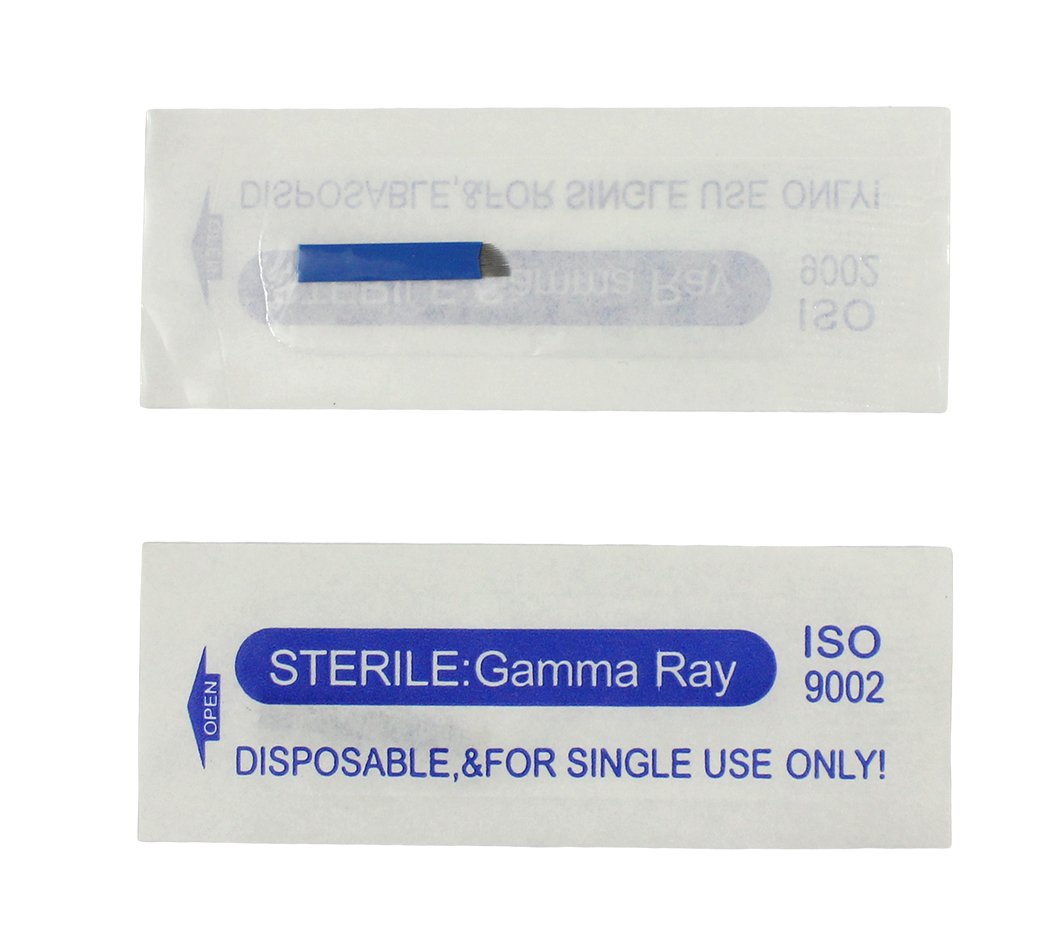 DISPOSABLE,&FOR SINGLE USE ONLY!
OPEN
STERILE:Gamma Ray
9002
ISO
STERILE:Gamma Ray
ISO
9002
OPEN
DISPOSABLE,&FOR SINGLE USE ONLY!